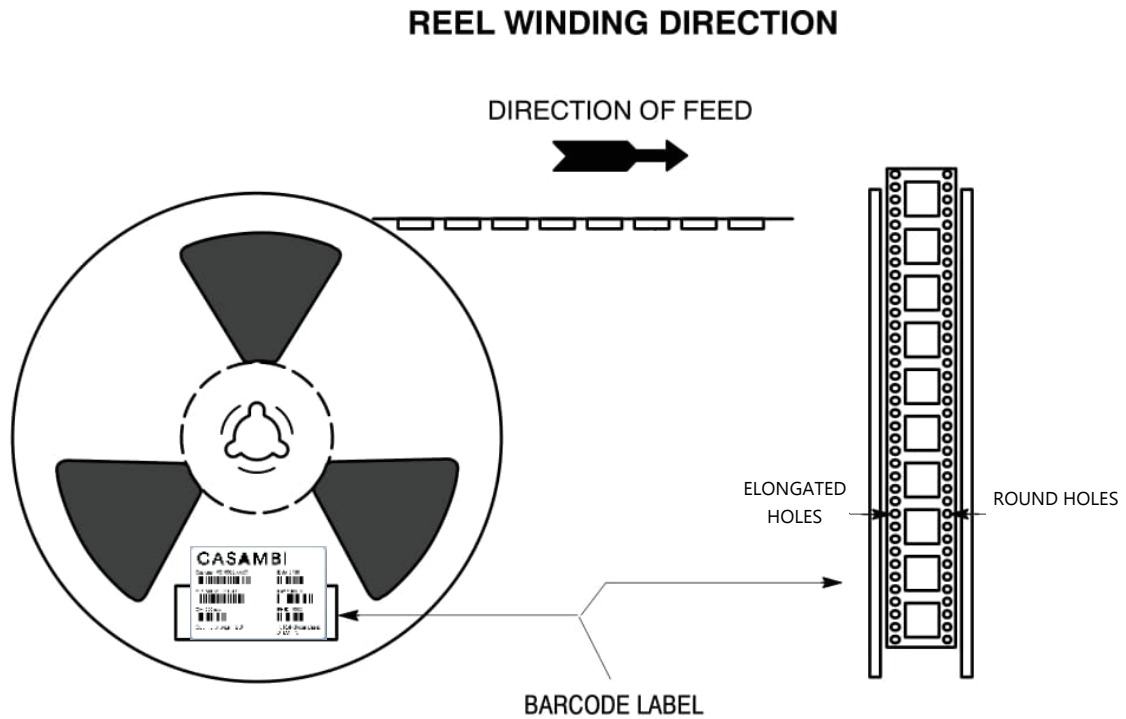 REEL WINDING DIRECTION
DIRECTION OF FEED
ELONGATED
HOLES
ROUND HOLES
CASAMBI
BARCODE LABEL